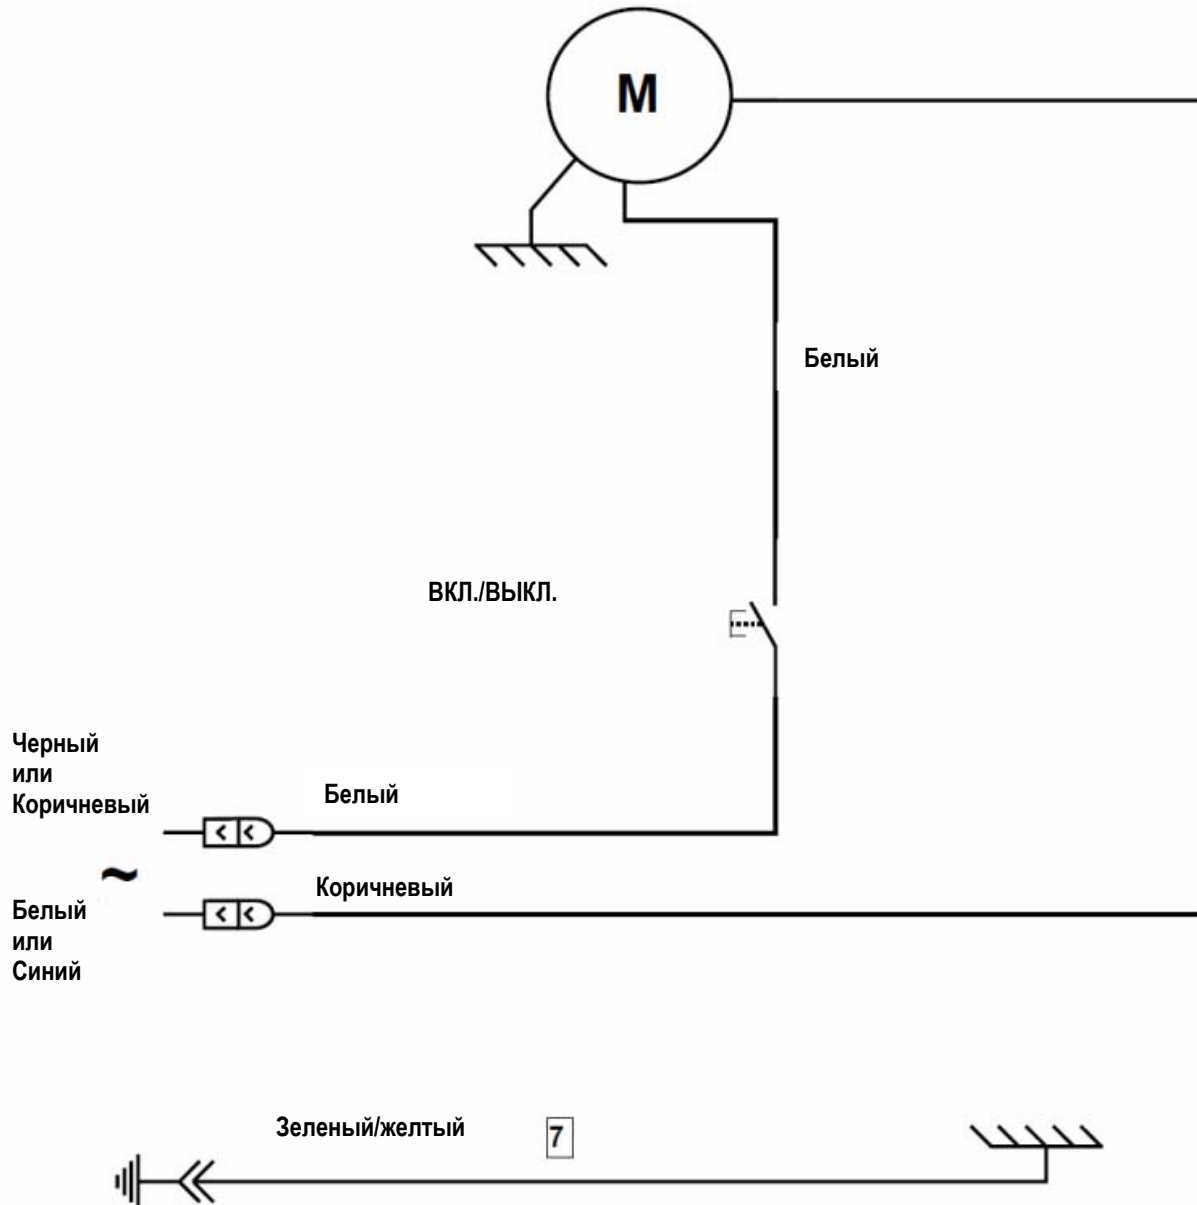 M
Белый
ВКЛ./ВЫКЛ.
Черный
или
Коричневый
Белый
~
Коричневый
Белый
или
Синий
Зеленый/желтый
7